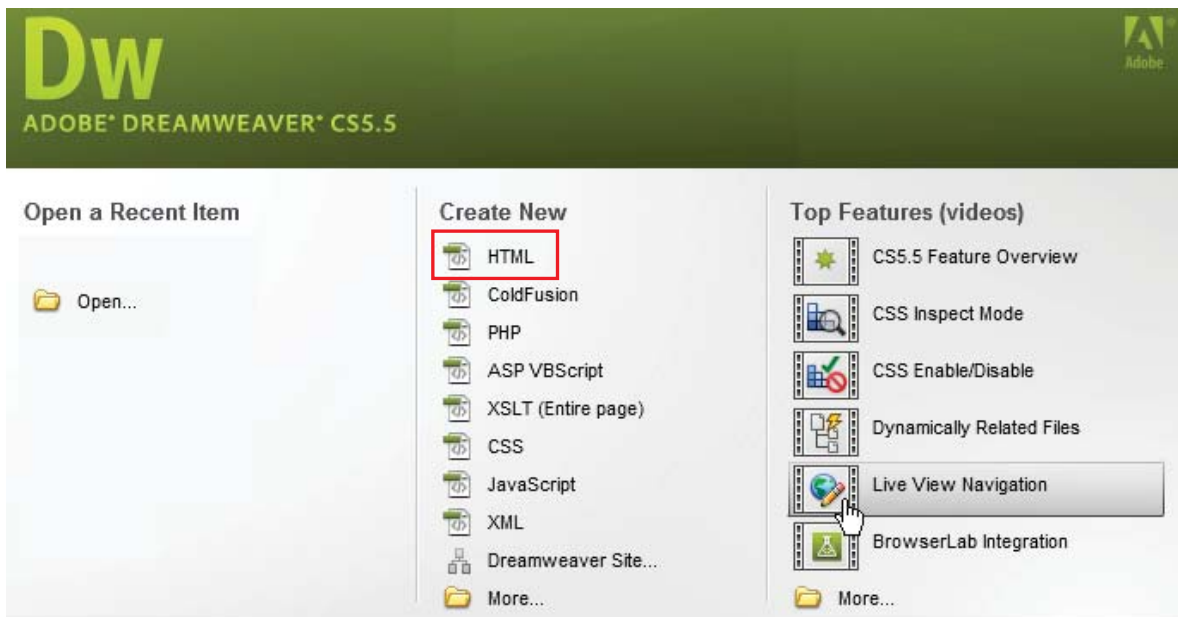 Dw
Adobe
ADOBE® DREAMWEAVER® CS5.5
Open a Recent Item
Open...
Create New
HTML
ColdFusion
PHP
ASP VBScript
XSLT (Entire page)
CSS
JavaScript
XML
Dreamweaver Site...
More...
Top Features (videos)
CS5.5 Feature Overview
CSS Inspect Mode
CSS Enable/Disable
Dynamically Related Files
Live View Navigation
BrowserLab Integration
More...